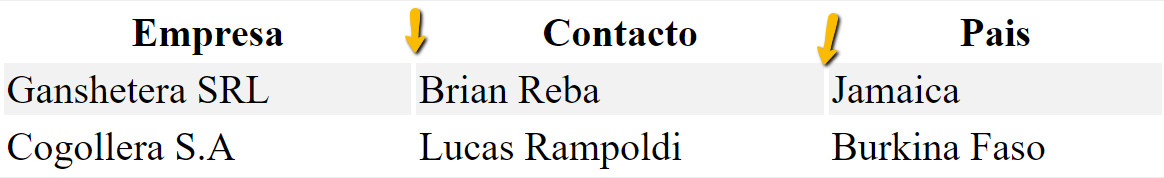 Empresa Contacto Pais
Ganshetera SRL Brian Reba Jamaica
Cogollera S.A Lucas Rampoldi Burkina Faso